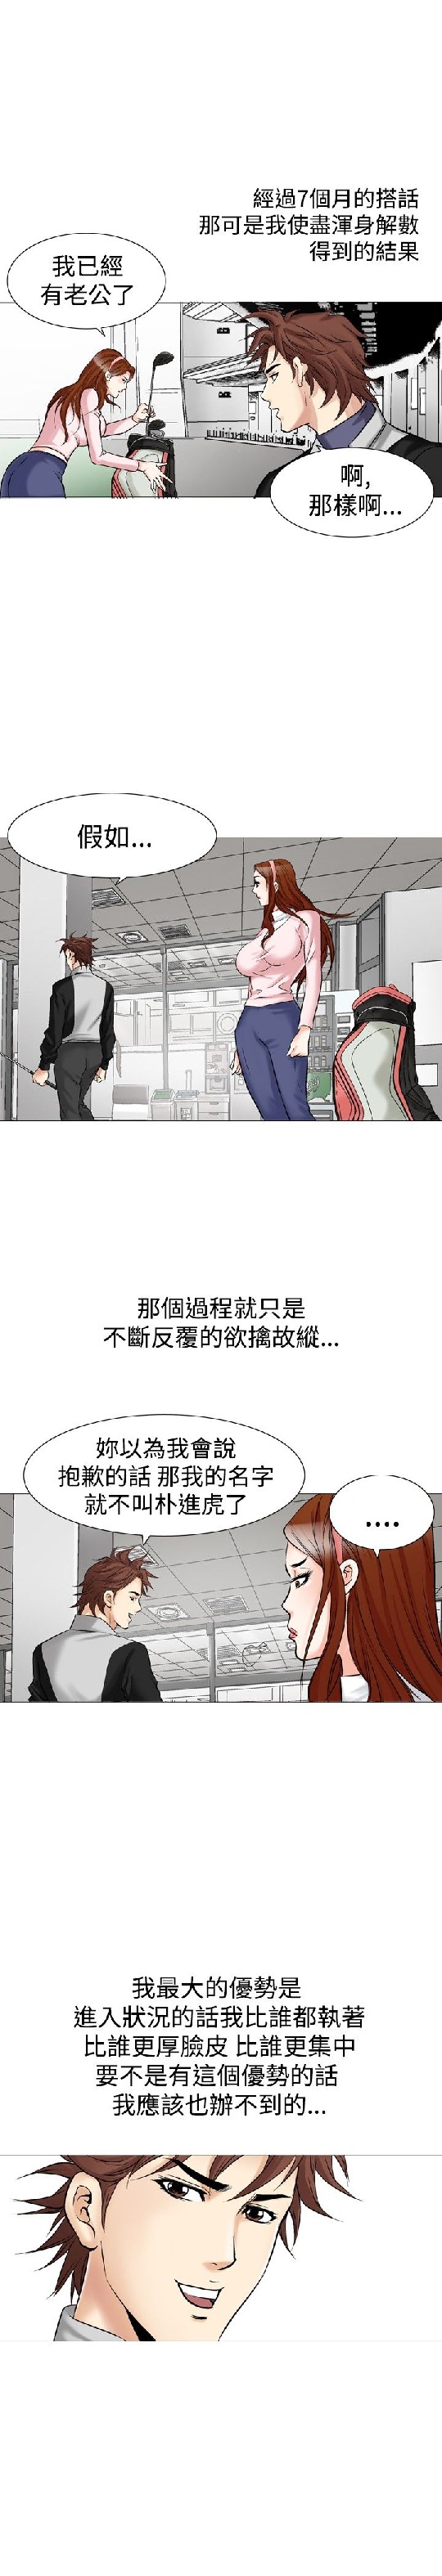 經過7個月的搭話
那可是我使盡渾身解數
得到的結果
我已經
有老公了
啊,
那樣啊...
假如...
那個過程就只是
不斷反覆的欲擒故縱...
妳以為我會說
抱歉的話 那我的名字
就不叫朴進虎了
....
我最大的優勢是
進入狀況的話我比誰都執著
比誰更厚臉皮 比誰更集中
要不是有這個優勢的話
我應該也辦不到的...